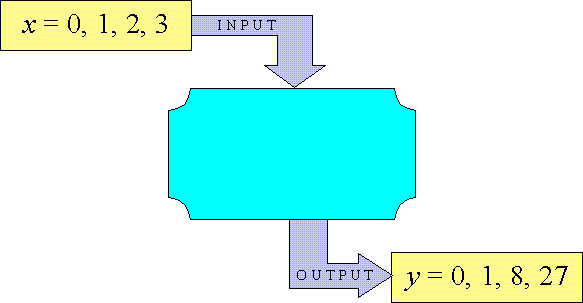 x = 0, 1, 2, 3
INPUT
OUTPUT
y = 0, 1, 8, 27